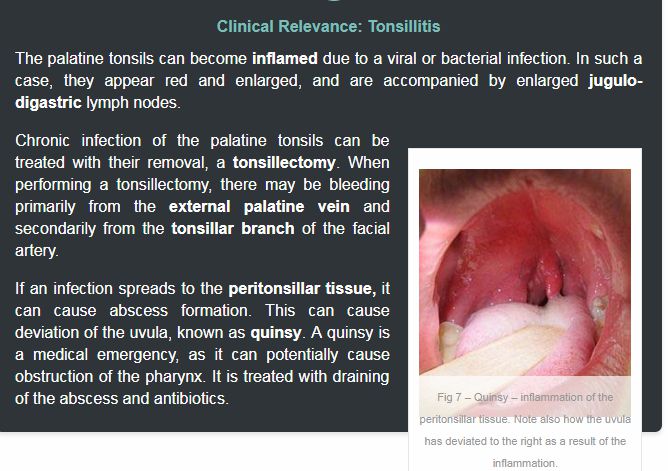 Clinical Relevance: Tonsillitis
The palatine tonsils can become inflamed due to a viral or bacterial infection. In such a
case, they appear red and enlarged, and are accompanied by enlarged jugulo-
digastric lymph nodes.
Chronic infection of the palatine tonsils can be
treated with their removal, a tonsillectomy. When
performing a tonsillectomy, there may be bleeding
primarily from the external palatine vein and
secondarily from the tonsillar branch of the facial
artery.
If an infection spreads to the peritonsillar tissue, it
can cause abscess formation. This can cause
deviation of the uvula, known as quinsy. A quinsy is
a medical emergency, as it can potentially cause
obstruction of the pharynx. It is treated with draining
of the abscess and antibiotics.
Fig 7 – Quinsy – inflammation of the
peritonsillar tissue. Note also how the uvula
has deviated to the right as a result of the
inflammation.